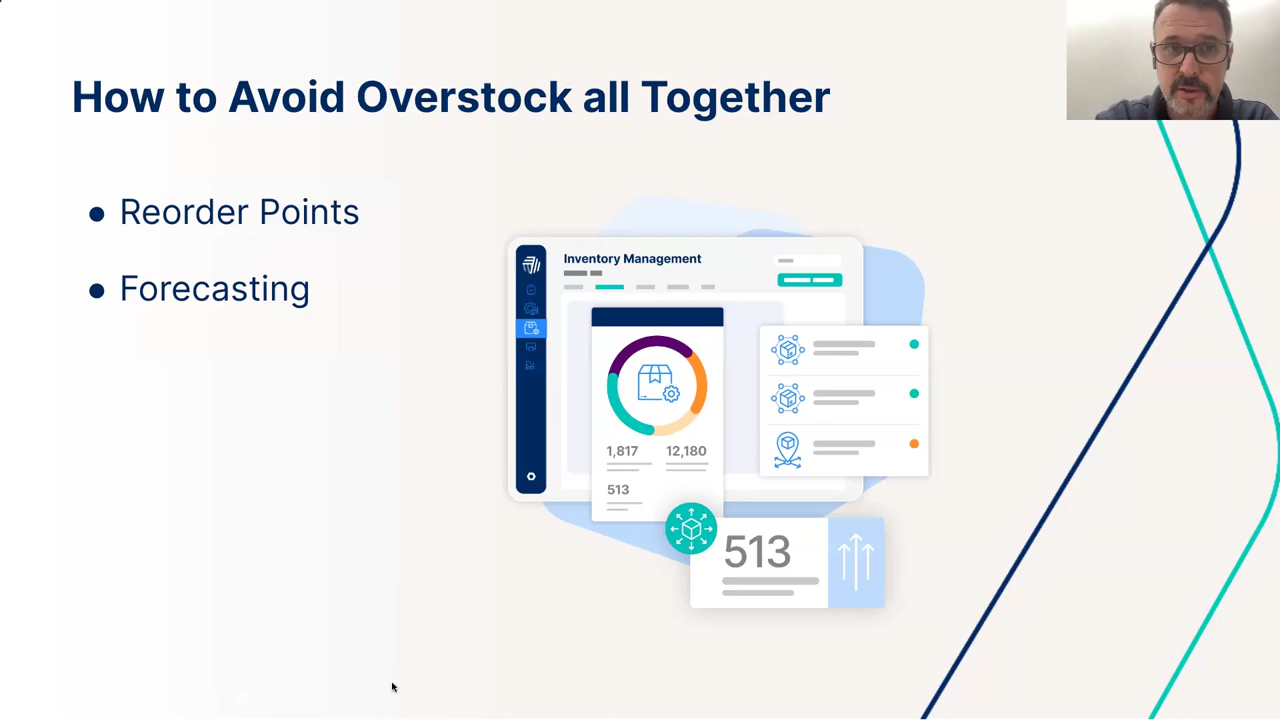 How to Avoid Overstock all Together
● Reorder Points
● Forecasting
Inventory Management
1,817 12,180
513
513